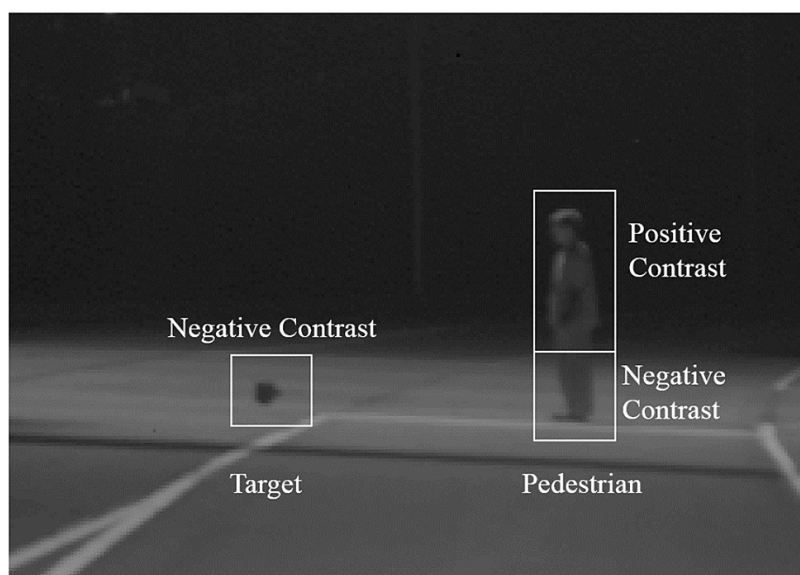 Positive
Contrast
Negative Contrast
Negative
Contrast
Target
Pedestrian